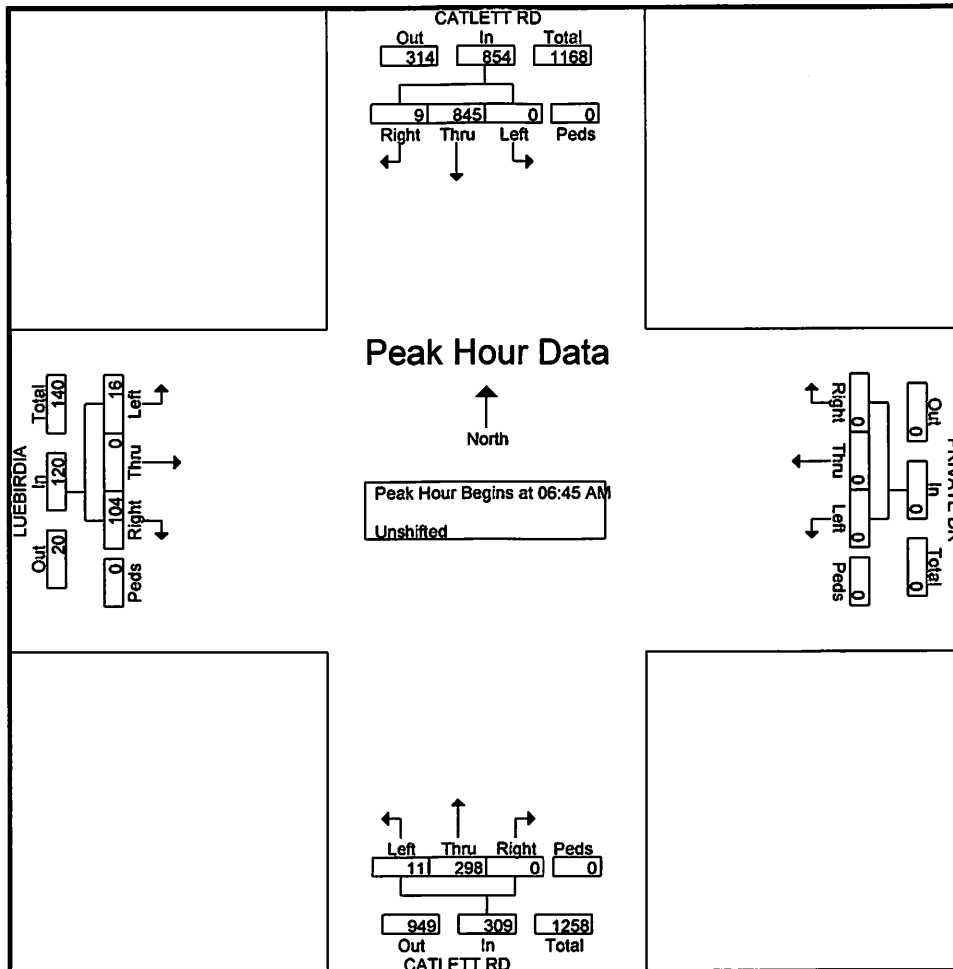 CATLETT RD
Out In Total
314 854 1168
9 845 0 0
Right Thru Left Peds
Peak Hour Data
North
Peak Hour Begins at 06:45 AM
Unshifted
LUEBIRDIA
Total 140
In 120
Out 20
Left 16
Thru 0
Right 104
Peds 0
Right 0
Thru 0
Left 0
Peds 0
Out 0
In 0
Total 0
Left Thru Right Peds
11 298 0 0
949 309 1258
Out In Total
CATLETT RD